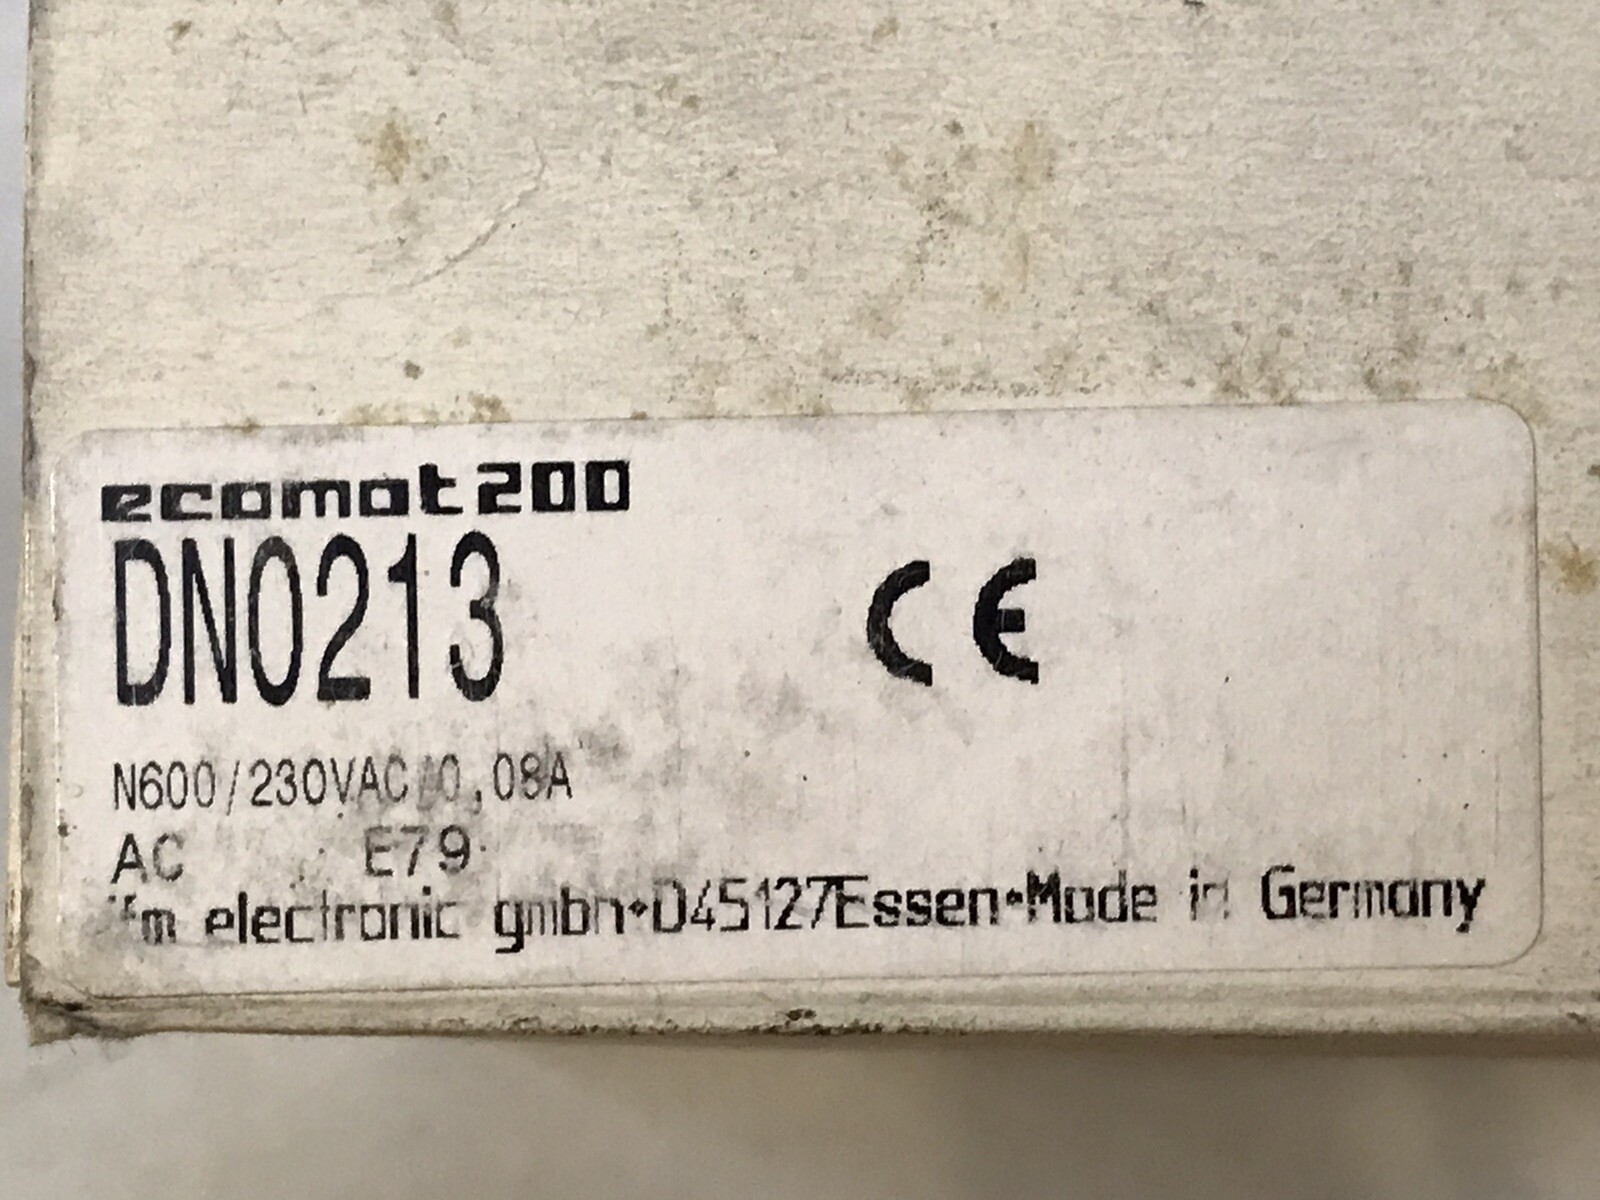 ecomat200
DN0213
CE
N600/230VAC/0,08A
AC E79
ifm electronic gmbh•D45127Essen•Made in Germany